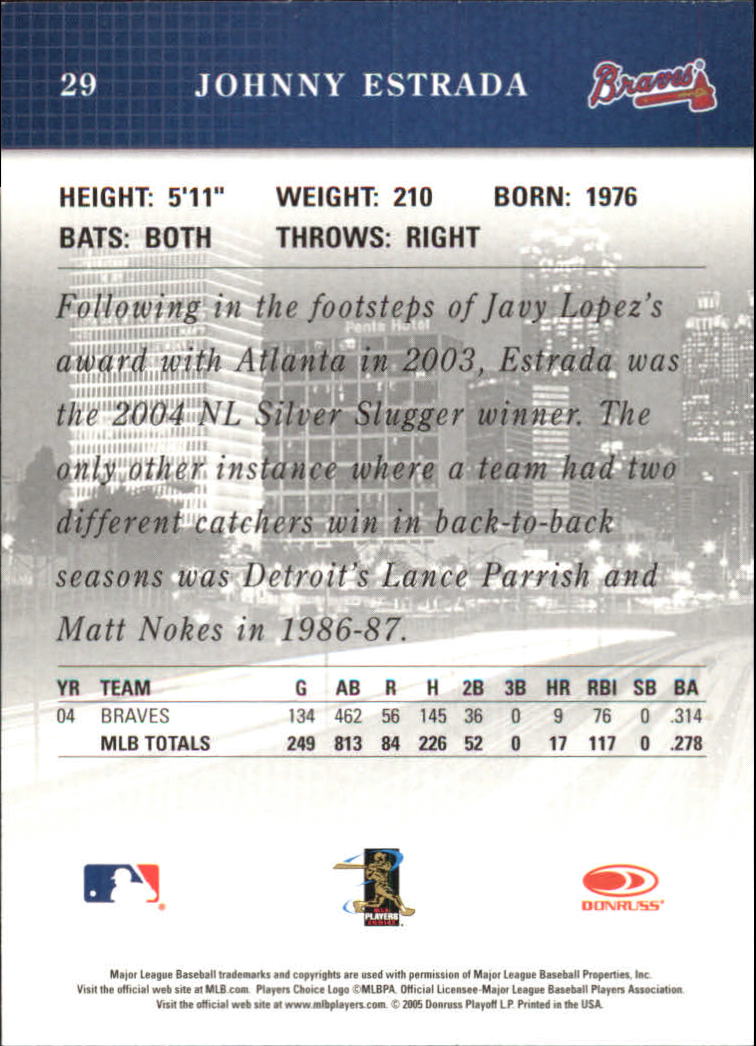 29 JOHNNY ESTRADA Braves
HEIGHT: 5'11" WEIGHT: 210 BORN: 1976
BATS: BOTH THROWS: RIGHT
Penta Hotel
Following in the footsteps of Javy Lopez's
award with Atlanta in 2003, Estrada was
the 2004 NL Silver Slugger winner. The
only other instance where a team had two
different catchers win in back-to-back
seasons was Detroit's Lance Parrish and
Matt Nokes in 1986-87.
YR TEAM G AB R H 2B 3B HR RBI SB BA
04 BRAVES 134 462 56 145 36 0 9 76 0 .314
MLB TOTALS 249 813 84 226 52 0 17 117 0 .278
PLAYERS
DONRUSS
Major League Baseball trademarks and copyrights are used with permission of Major League Baseball Properties, Inc.
Visit the official web site at MLB.com. Players Choice Logo ©MLBPA. Official Licensee-Major League Baseball Players Association.
Visit the official web site at www.mlbplayers.com. © 2005 Donruss Playoff L.P. Printed in the USA.